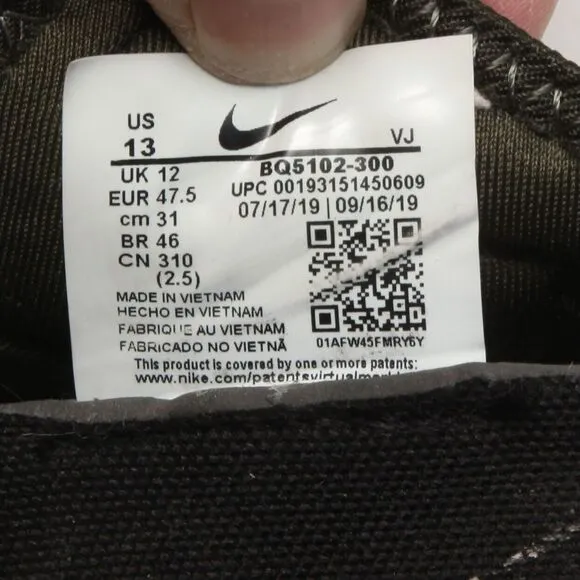 US
13
UK 12
EUR 47.5
cm 31
BR 46
CN 310
(2.5)
VJ
BQ5102-300
UPC 00193151450609
07/17/19 | 09/16/19
01AFW45FMRY6Y
MADE IN VIETNAM
HECHO EN VIETNAM
FABRIQUE AU VIETNAM
FABRICADO NO VIETNÃ
This product is covered by one or more patents: